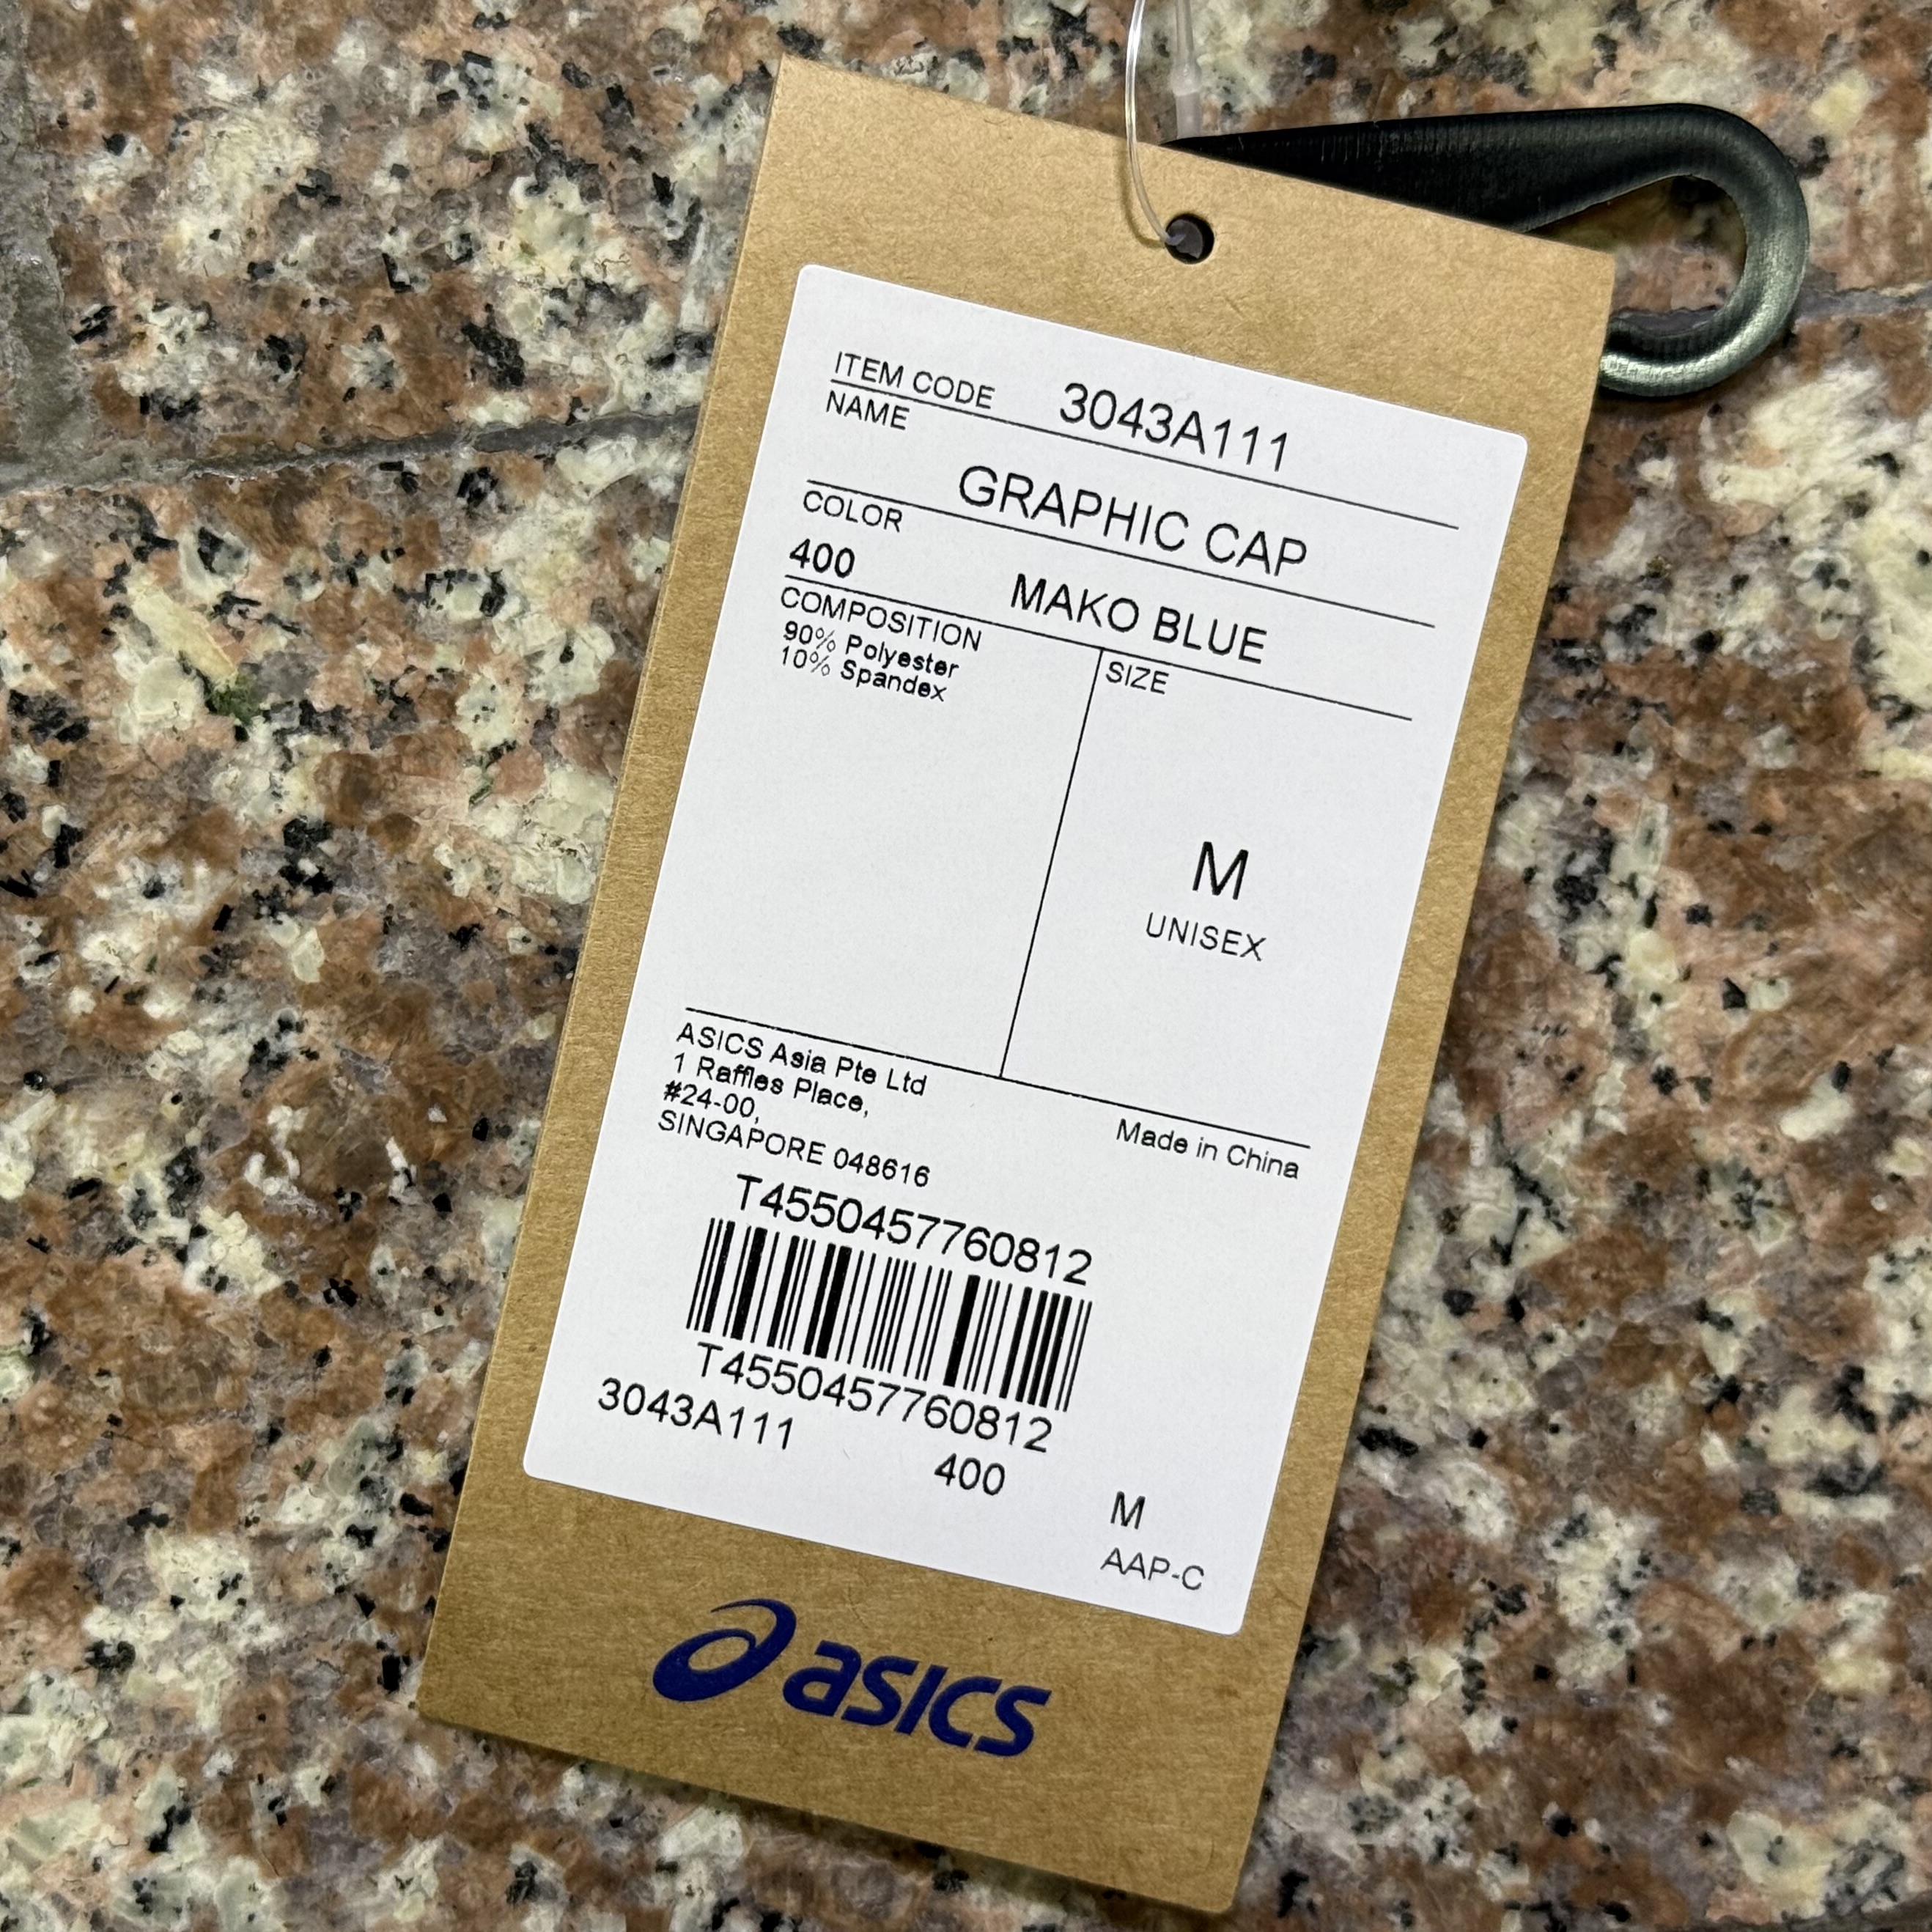 ITEM CODE 3043A111
NAME
GRAPHIC CAP
COLOR
400 MAKO BLUE
COMPOSITION
90% Polyester
10% Spandex
SIZE
M
UNISEX
ASICS Asia Pte Ltd
1 Raffles Place,
#24-00,
SINGAPORE 048616
Made in China
T4550457760812
T4550457760812
3043A111 400 M
AAP-C
asics